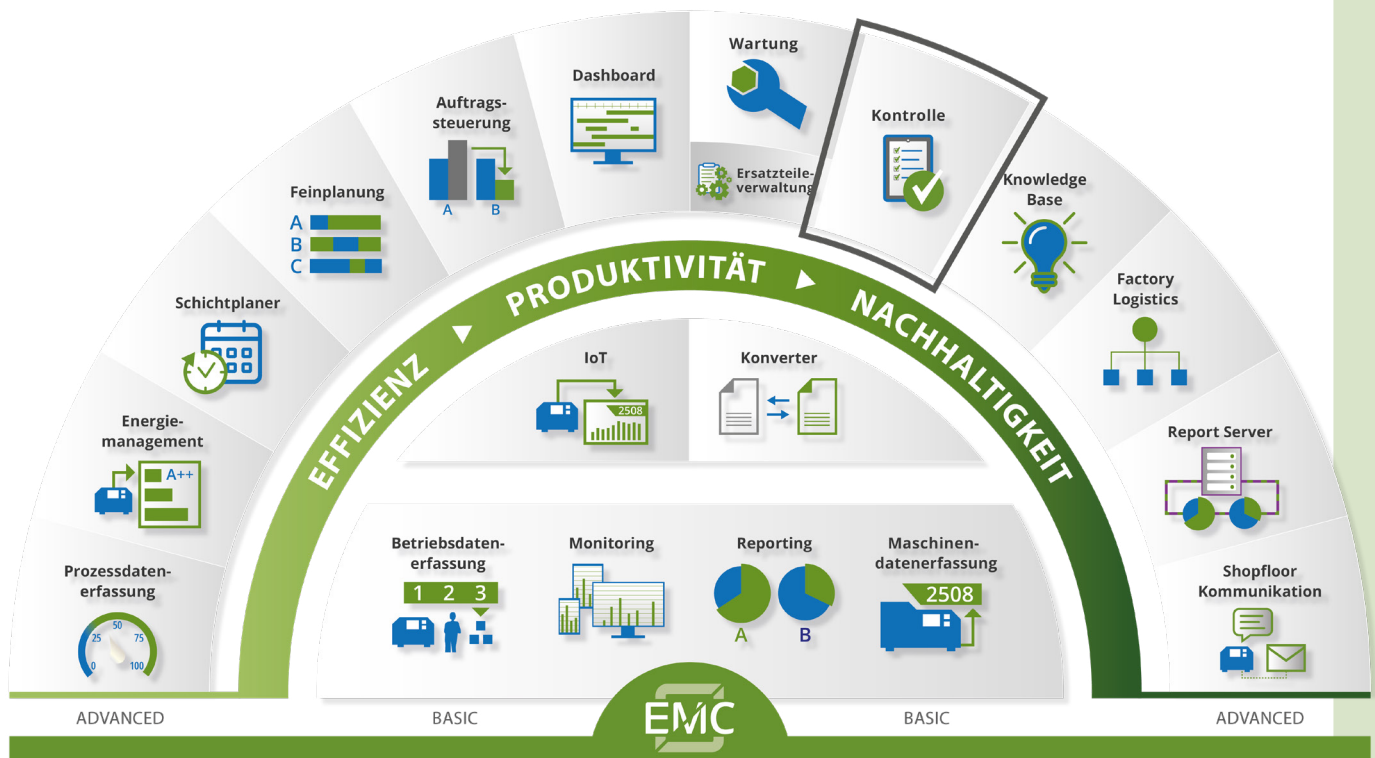 Wartung
Dashboard
Auftrags-
steuerung
A
B
Kontrolle
Ersatzteile-
verwaltung
Feinplanung
A
B
C
Knowledge
Base
Schichtplaner
Factory
Logistics
EFFIZIENZ ▶ PRODUKTIVITÄT ▶ NACHHALTIGKEIT
IoT
2508
Konverter
Energie-
management
A++
Report Server
Prozessdaten-
erfassung
0 25 50 75 100
Betriebsdaten-
erfassung
1 2 3
Monitoring
Reporting
A
B
Maschinen-
datenerfassung
2508
Shopfloor
Kommunikation
ADVANCED
BASIC
EMC
BASIC
ADVANCED